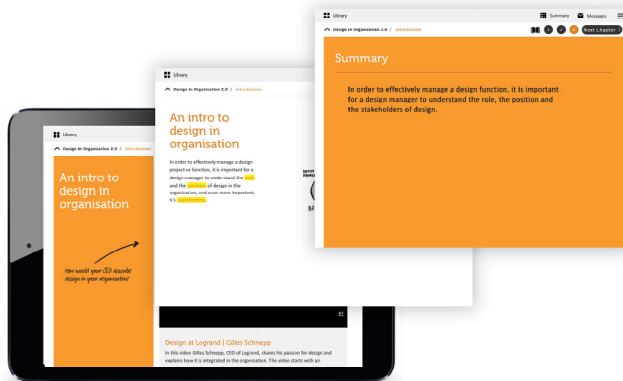 Library
Design in Organisation 2.0 / Introduction
An intro to
design in
organisation
How would your CEO describe
design in your organisation?
Design at Legrand | Gilles Schnepp
In this video Gilles Schnepp, CEO of Legrand, shares his passion for design and
explains how it is integrated in the organisation. The video starts with an
Library
Design in Organisation 2.0 / Introduction
An intro to
design in
organisation
In order to effectively manage a design
project or function, it is important for a
design manager to understand the role
and the position of design in the
organisation, and even more important,
it's stakeholders.
Library
Summary
Messages
Design in Organisation 2.0 / Introduction
1 2 3 Next Chapter
Summary
In order to effectively manage a design function, it is important
for a design manager to understand the role, the position and
the stakeholders of design.